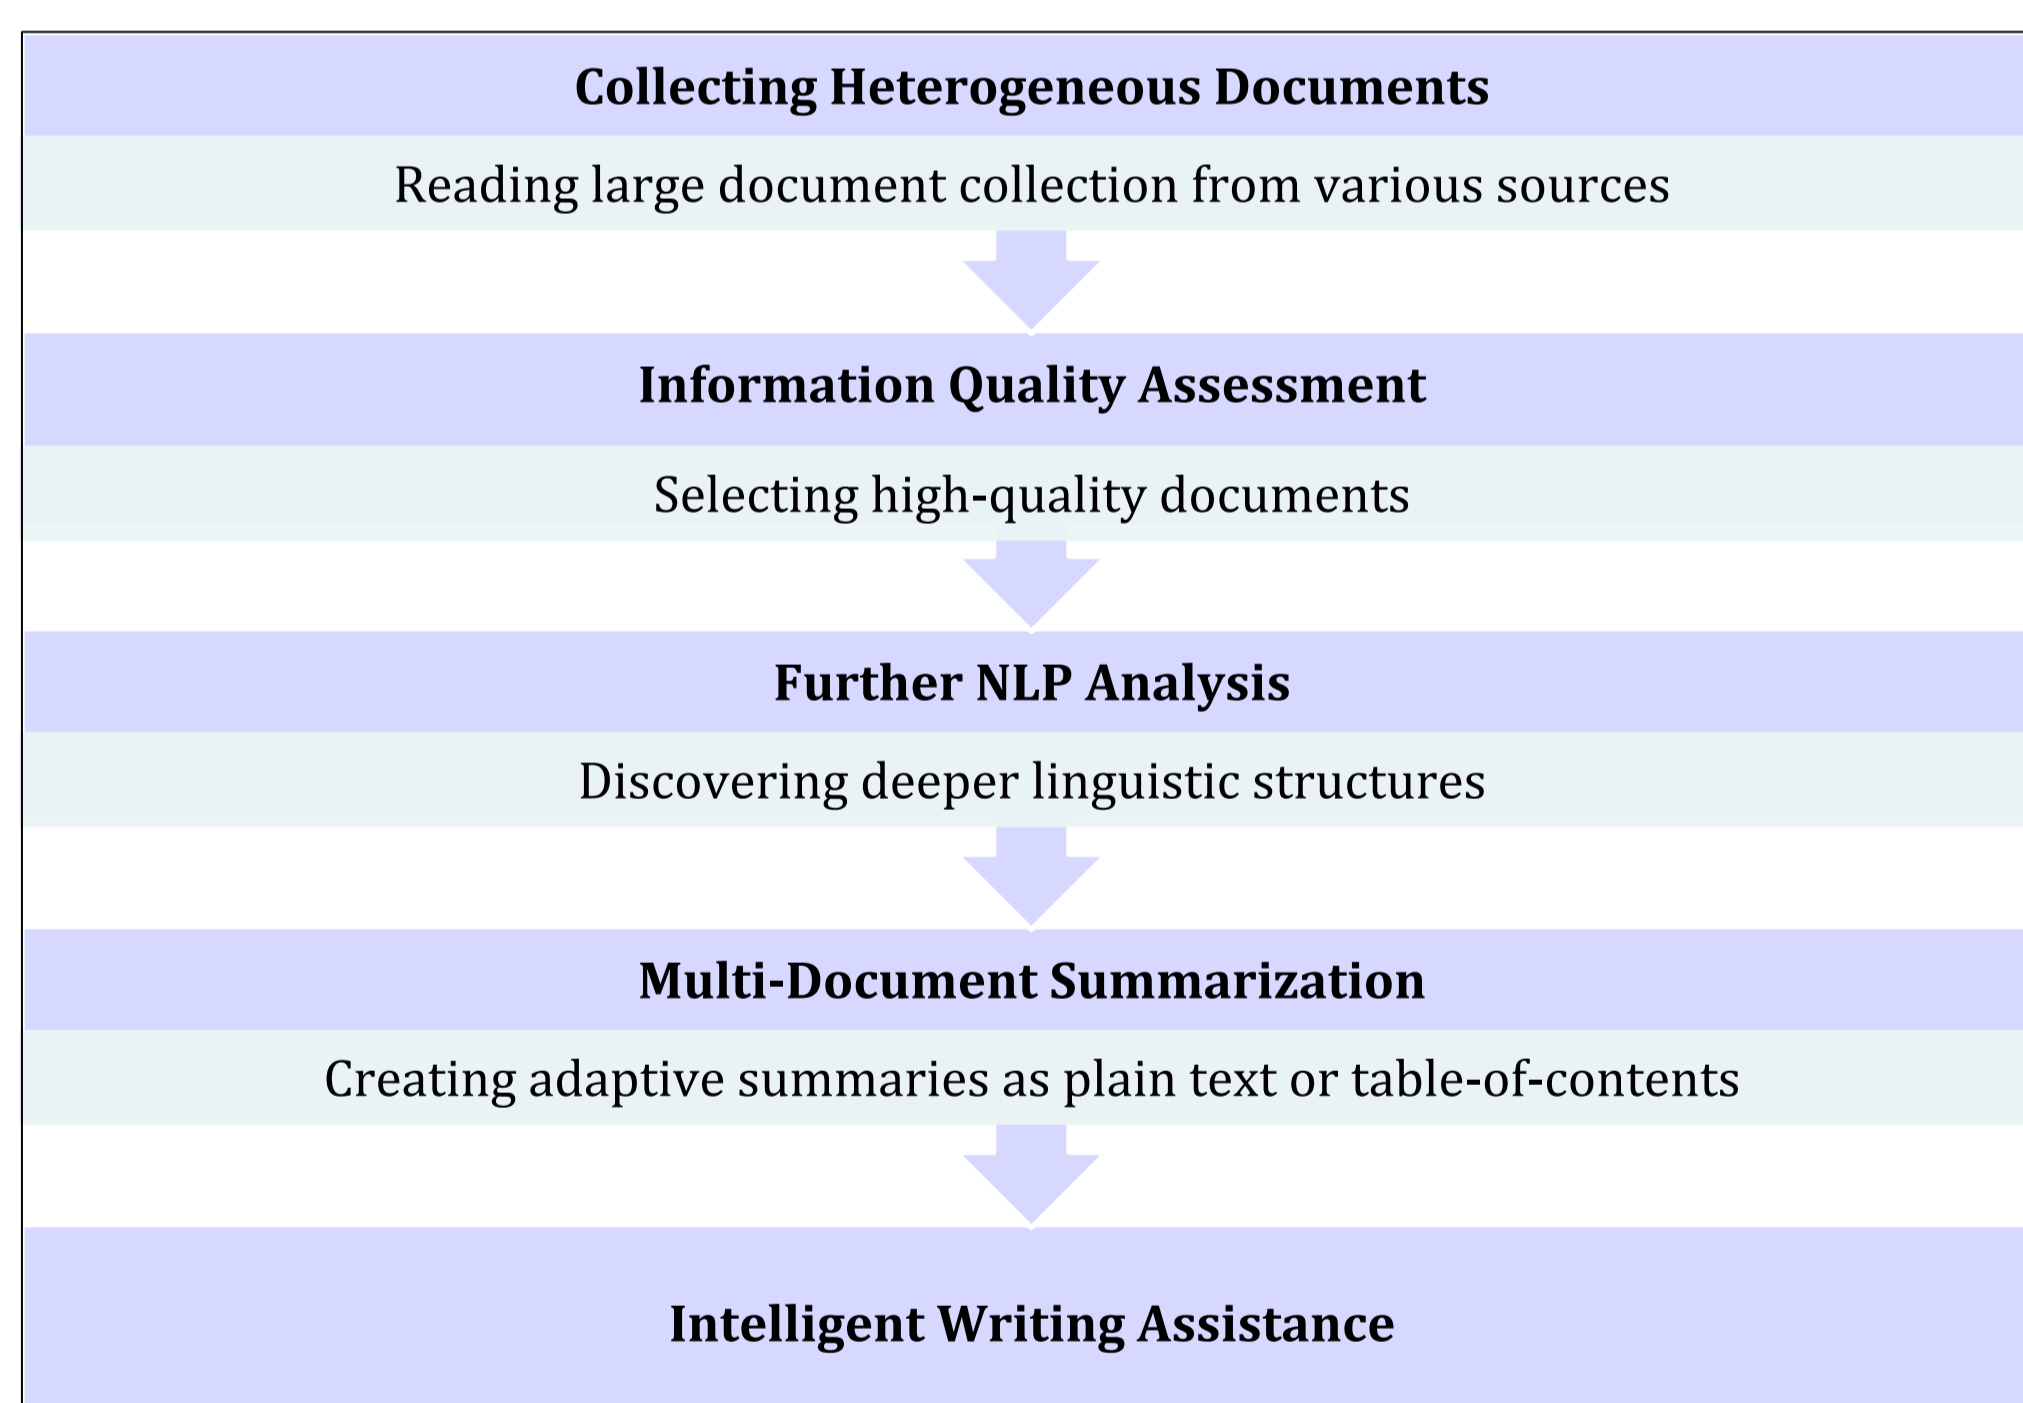 Collecting Heterogeneous Documents
Reading large document collection from various sources
Information Quality Assessment
Selecting high-quality documents
Further NLP Analysis
Discovering deeper linguistic structures
Multi-Document Summarization
Creating adaptive summaries as plain text or table-of-contents
Intelligent Writing Assistance